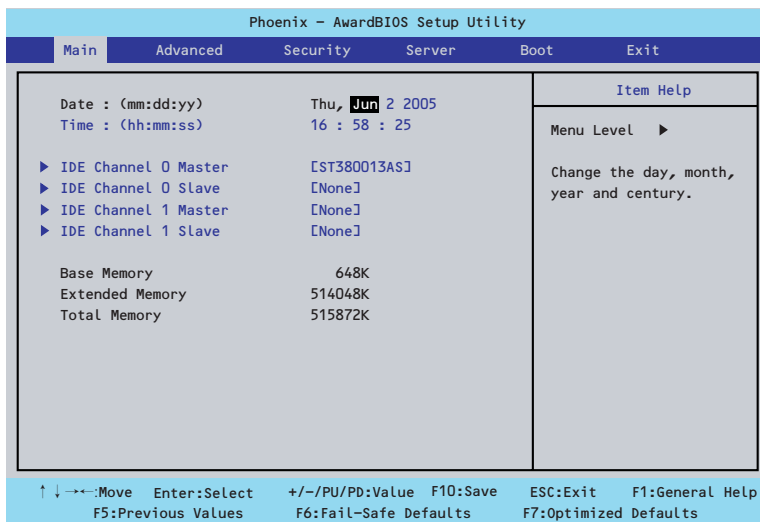 Phoenix – AwardBIOS Setup Utility
Main Advanced Security Server Boot Exit
Date : (mm:dd:yy) Thu, Jun 2 2005
Time : (hh:mm:ss) 16 : 58 : 25
▶ IDE Channel 0 Master [ST380013AS]
▶ IDE Channel 0 Slave [None]
▶ IDE Channel 1 Master [None]
▶ IDE Channel 1 Slave [None]
Base Memory 648K
Extended Memory 514048K
Total Memory 515872K
Item Help
Menu Level ▶
Change the day, month,
year and century.
↑↓→←:Move Enter:Select +/-/PU/PD:Value F10:Save ESC:Exit F1:General Help
F5:Previous Values F6:Fail-Safe Defaults F7:Optimized Defaults